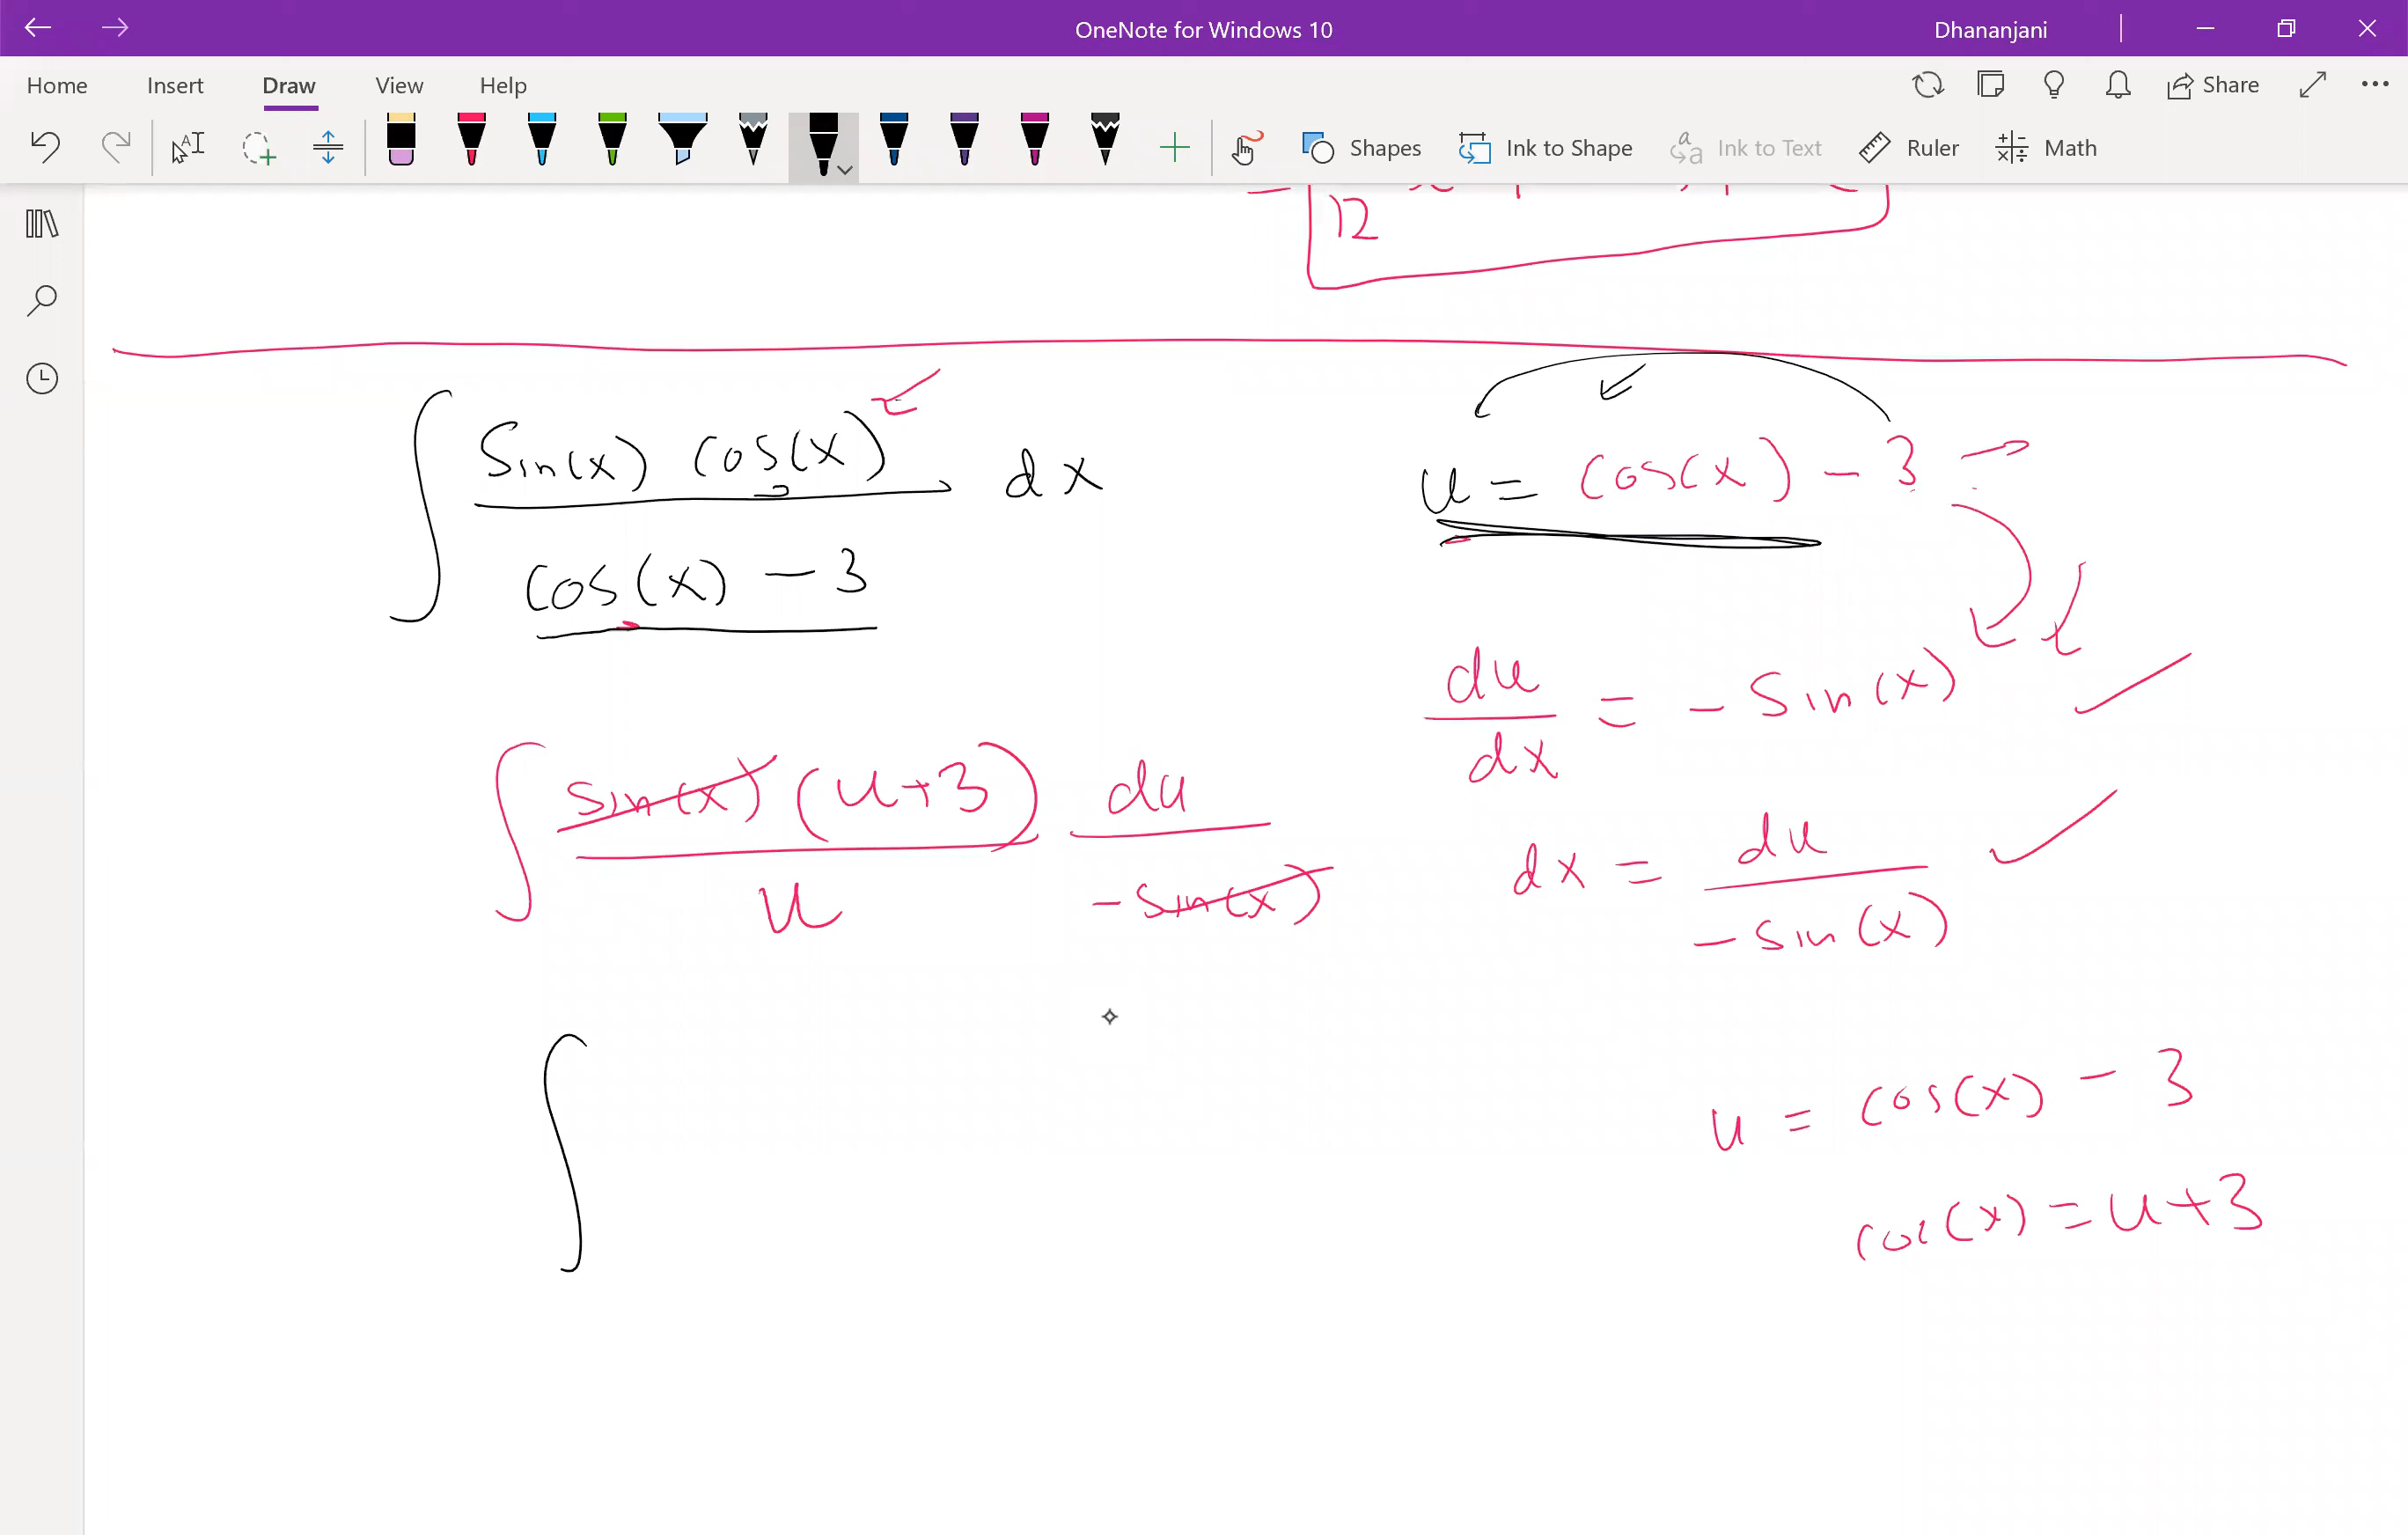 OneNote for Windows 10
Dhananjani
Home Insert Draw View Help
Share
Shapes Ink to Shape Ink to Text Ruler Math
12
∫ Sin(x) cos(x) / cos(x) - 3 dx
u = cos(x) - 3
du/dx = - Sin(x)
∫ sin(x) (u+3) / u du / -sin(x)
dx = du / - sin(x)
∫
u = cos(x) - 3
cos(x) = u+3